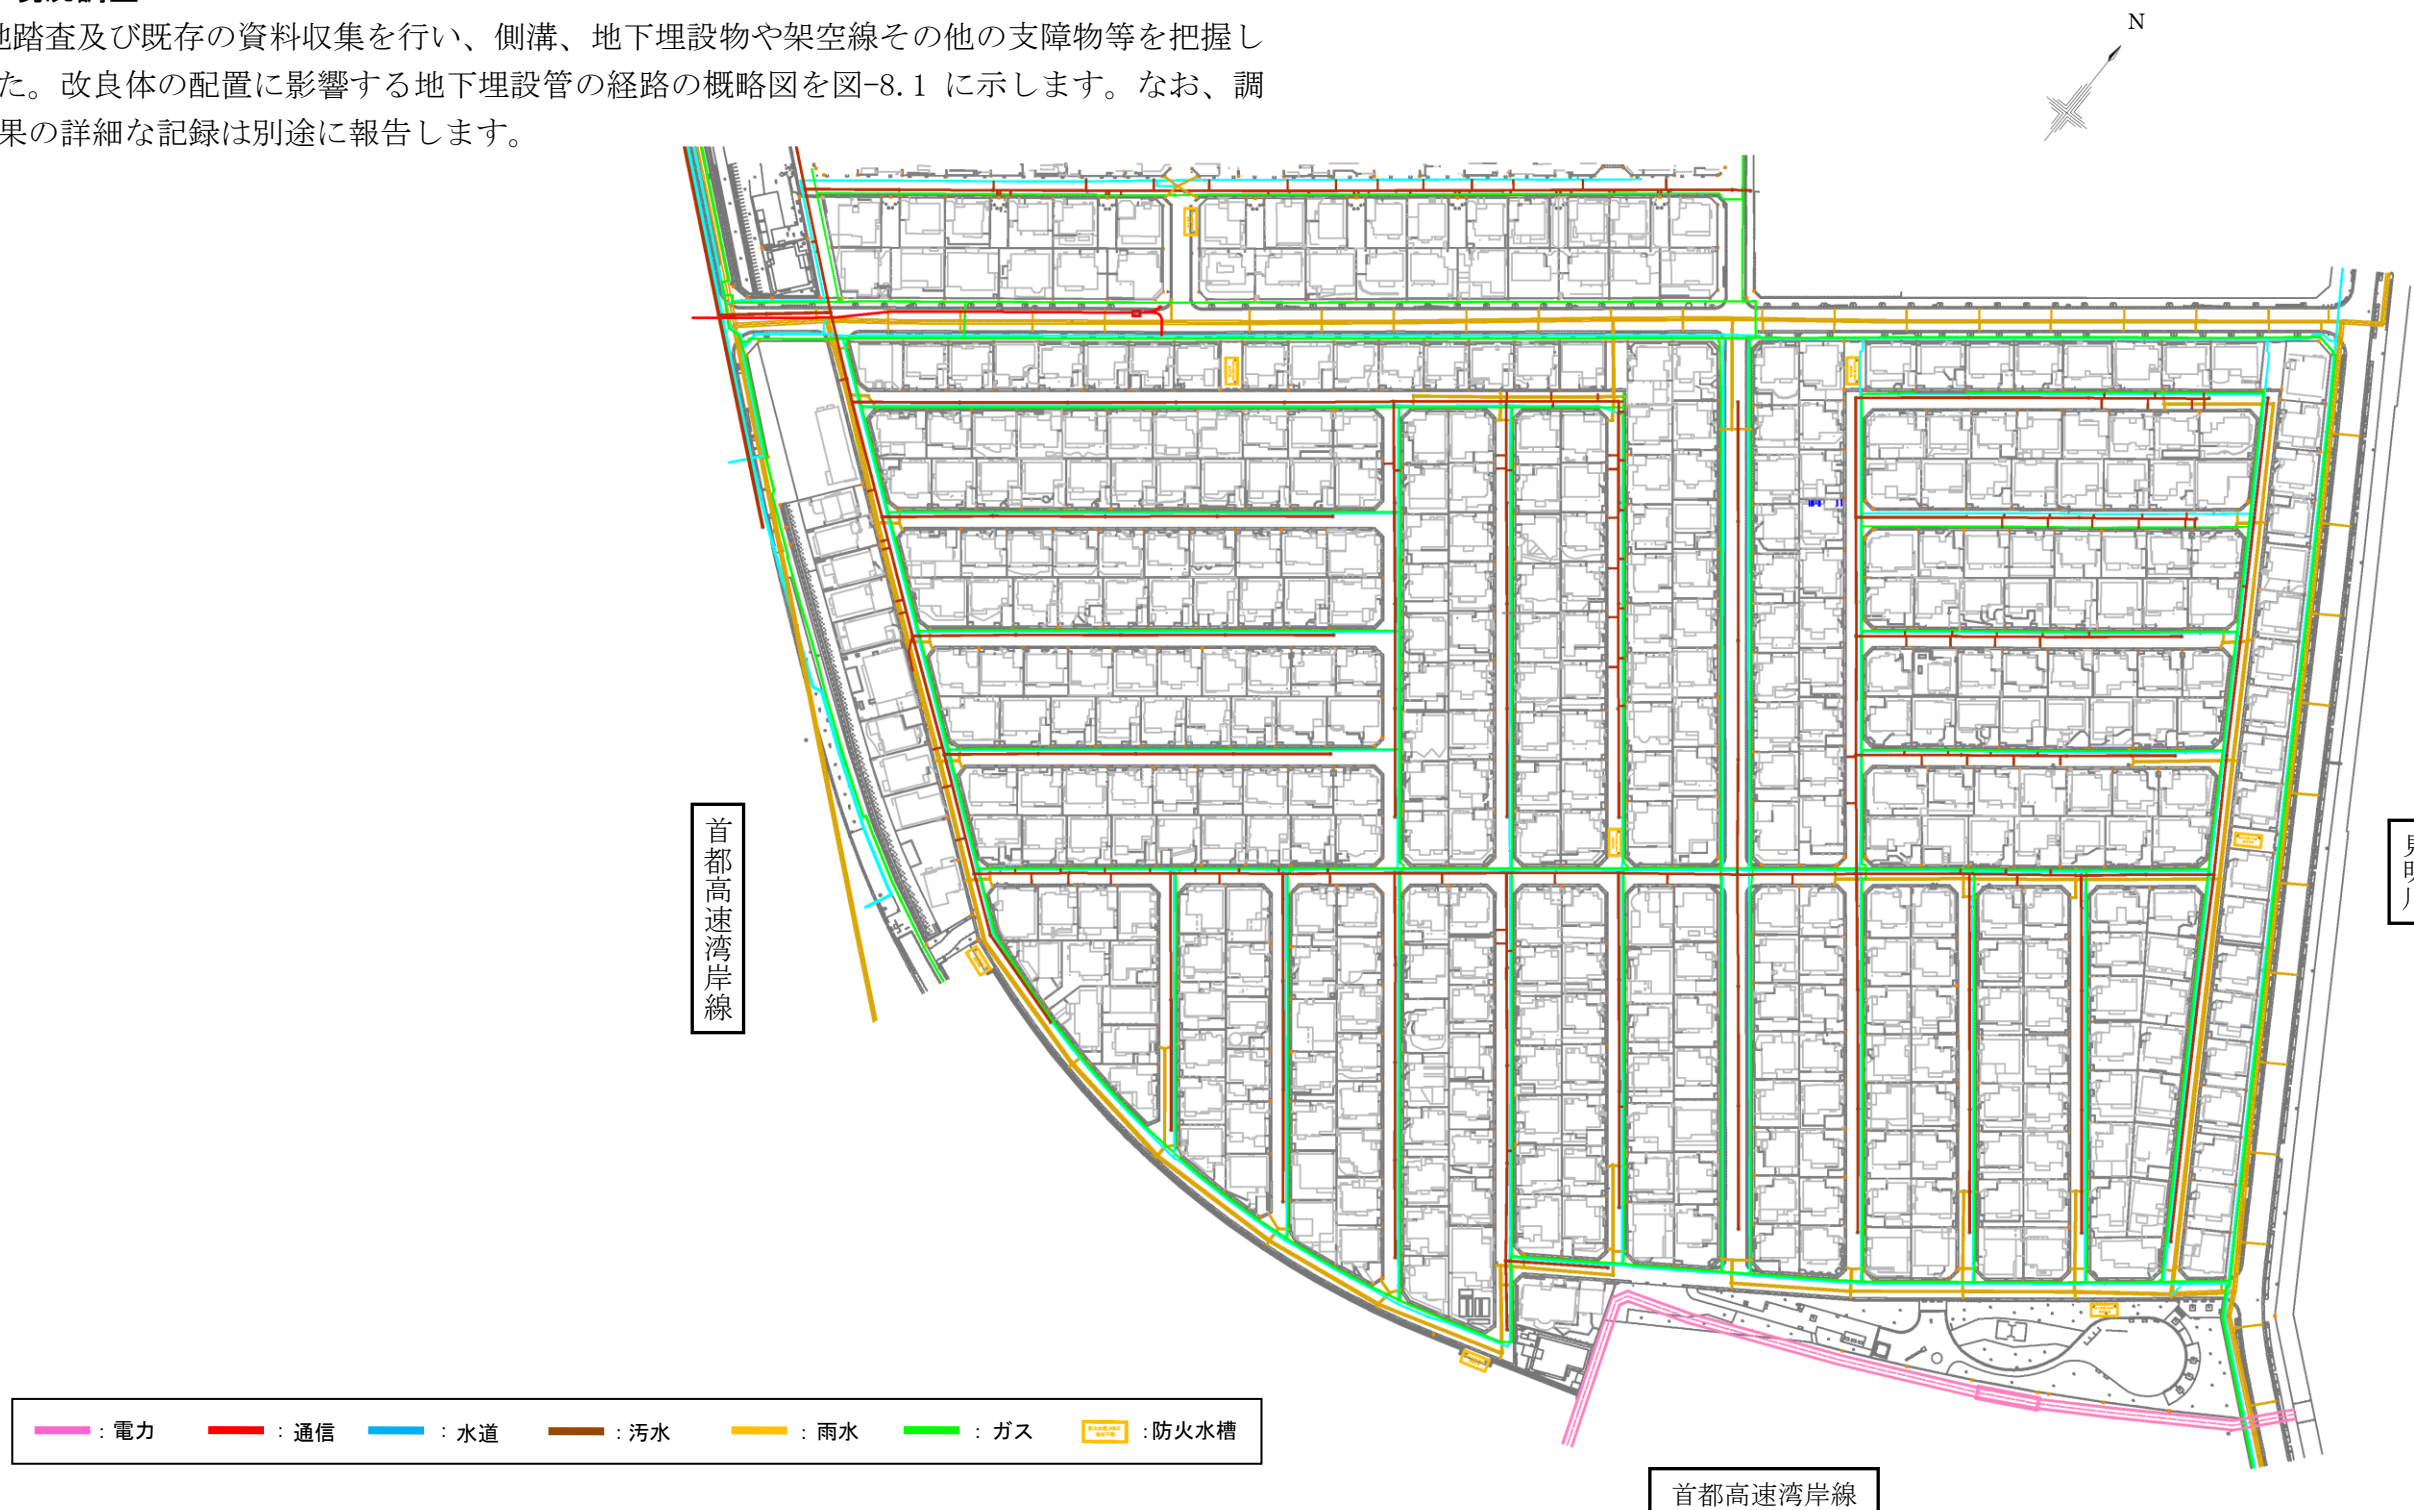 地踏査及び既存の資料収集を行い、側溝、地下埋設物や架空線その他の支障物等を把握し
た。改良体の配置に影響する地下埋設管の経路の概略図を図-8.1 に示します。なお、調
果の詳細な記録は別途に報告します。
N
首都高速湾岸線
見明川
：電力 ：通信 ：水道 ：汚水 ：雨水 ：ガス ：防火水槽
首都高速湾岸線